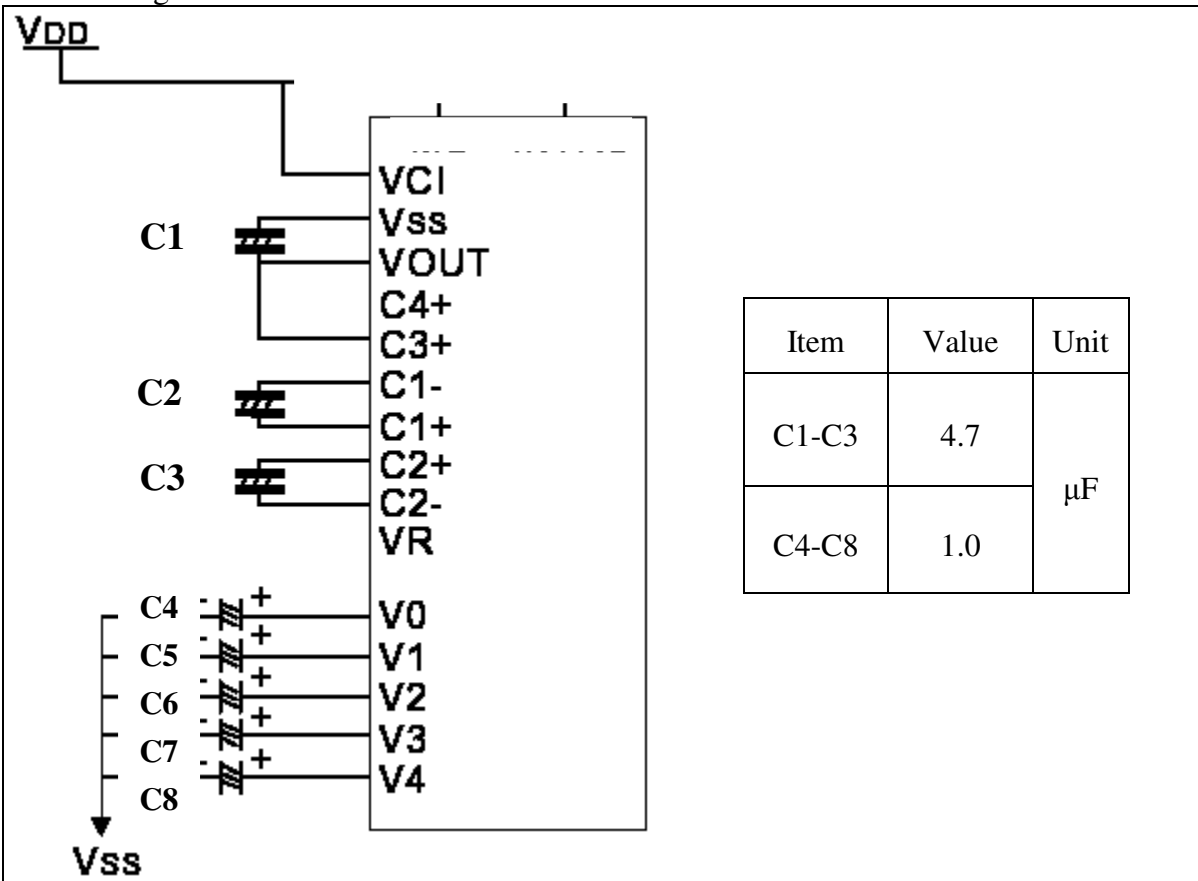 VDD
VCI
C1
Vss
VOUT
C4+
C3+
C2
C1-
C1+
C3
C2+
C2-
VR
C4 - + V0
C5 - + V1
C6 - + V2
C7 - + V3
C8 - + V4
Vss
Item Value Unit
C1-C3 4.7 μF
C4-C8 1.0